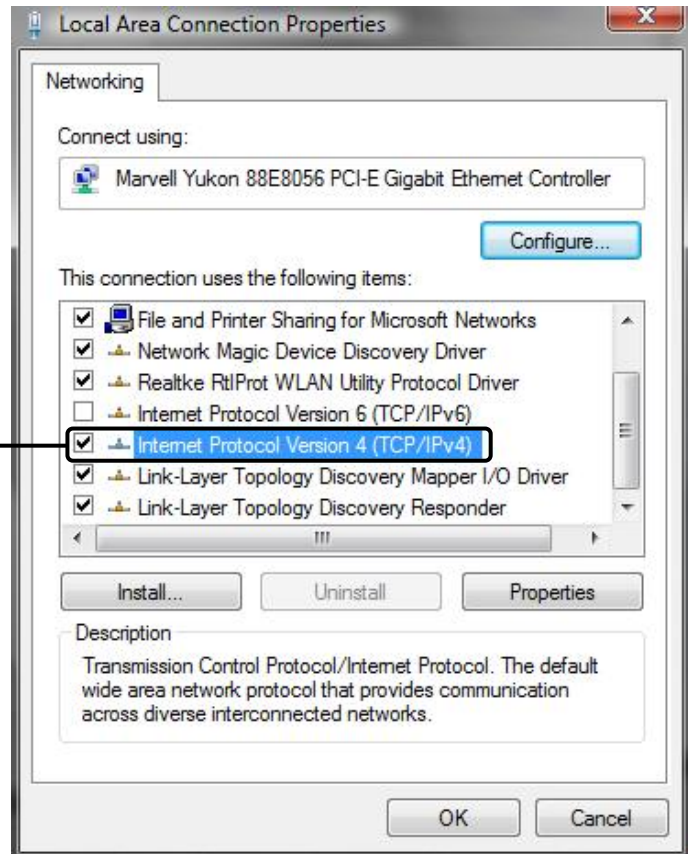 Local Area Connection Properties
Networking
Connect using:
Marvell Yukon 88E8056 PCI-E Gigabit Ethernet Controller
Configure...
This connection uses the following items:
File and Printer Sharing for Microsoft Networks
Network Magic Device Discovery Driver
Realtke RtlProt WLAN Utility Protocol Driver
Internet Protocol Version 6 (TCP/IPv6)
Internet Protocol Version 4 (TCP/IPv4)
Link-Layer Topology Discovery Mapper I/O Driver
Link-Layer Topology Discovery Responder
Install... Uninstall Properties
Description
Transmission Control Protocol/Internet Protocol. The default
wide area network protocol that provides communication
across diverse interconnected networks.
OK Cancel